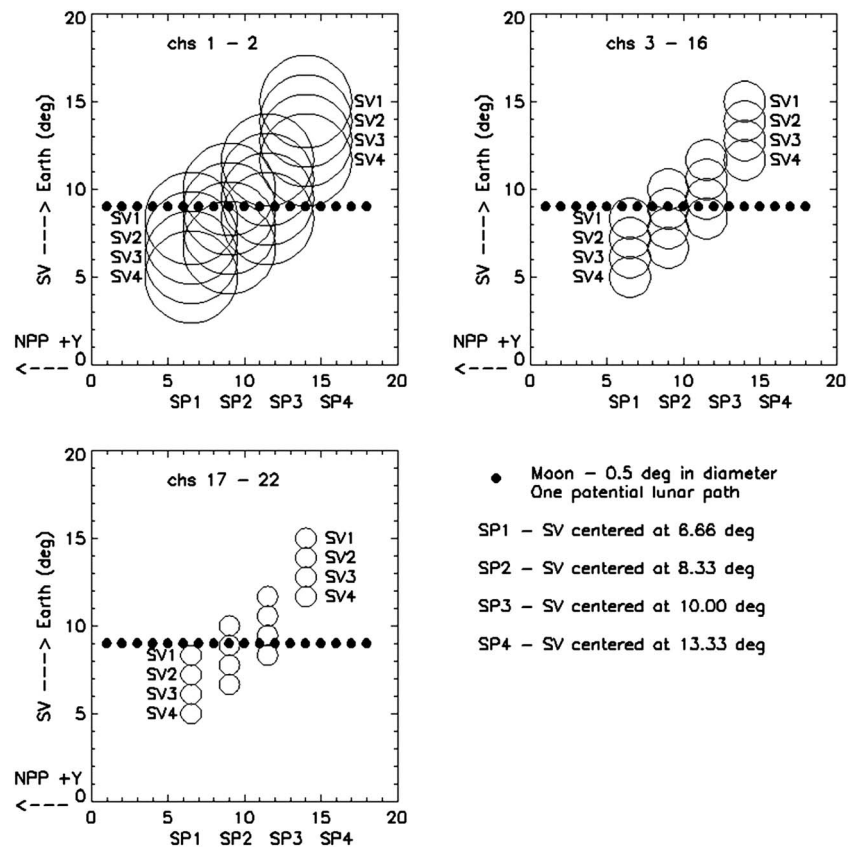 chs 1 - 2
20
15
10
5
0
SV ---> Earth (deg)
SV1
SV2
SV3
SV4
SV1
SV2
SV3
SV4
NPP +Y
<---
0 5 10 15 20
SP1 SP2 SP3 SP4
chs 3 - 16
20
15
10
5
0
SV ---> Earth (deg)
SV1
SV2
SV3
SV4
SV1
SV2
SV3
SV4
NPP +Y
<---
0 5 10 15 20
SP1 SP2 SP3 SP4
chs 17 - 22
20
15
10
5
0
SV ---> Earth (deg)
SV1
SV2
SV3
SV4
SV1
SV2
SV3
SV4
NPP +Y
<---
0 5 10 15 20
SP1 SP2 SP3 SP4
Moon - 0.5 deg in diameter
One potential lunar path
SP1 - SV centered at 6.66 deg
SP2 - SV centered at 8.33 deg
SP3 - SV centered at 10.00 deg
SP4 - SV centered at 13.33 deg